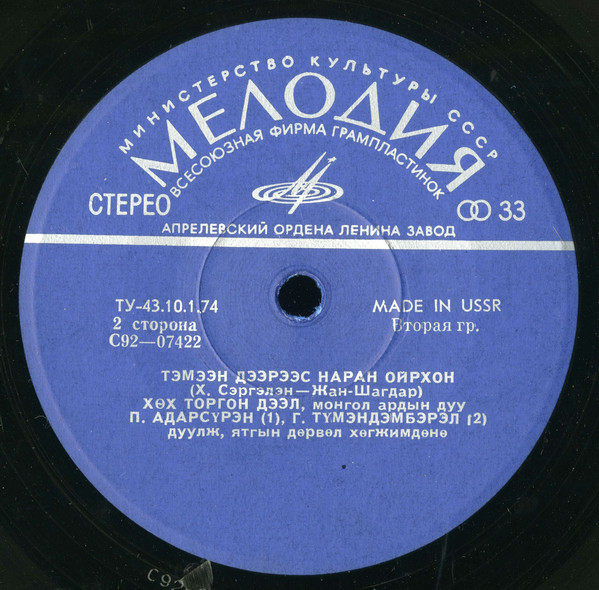 МИНИСТЕРСТВО КУЛЬТУРЫ СССР
МЕЛОДИЯ
ВСЕСОЮЗНАЯ ФИРМА ГРАМПЛАСТИНОК
СТЕРЕО
33
АПРЕЛЕВСКИЙ ОРДЕНА ЛЕНИНА ЗАВОД
ТУ-43.10.1.74
MADE IN USSR
2 сторона
Вторая гр.
С92—07422
ТЭМЭЭН ДЭЭРЭЭС НАРАН ОЙРХОН
(Х. Сэргэлэн—Жан-Шагдар)
ХӨХ ТОРГОН ДЭЭЛ, монгол ардын дуу
П. АДАРСҮРЭН (1), Г. ТҮМЭНДЭМБЭРЭЛ (2)
дуулж, ятгын дөрвөл хөгжимдөнө
С92